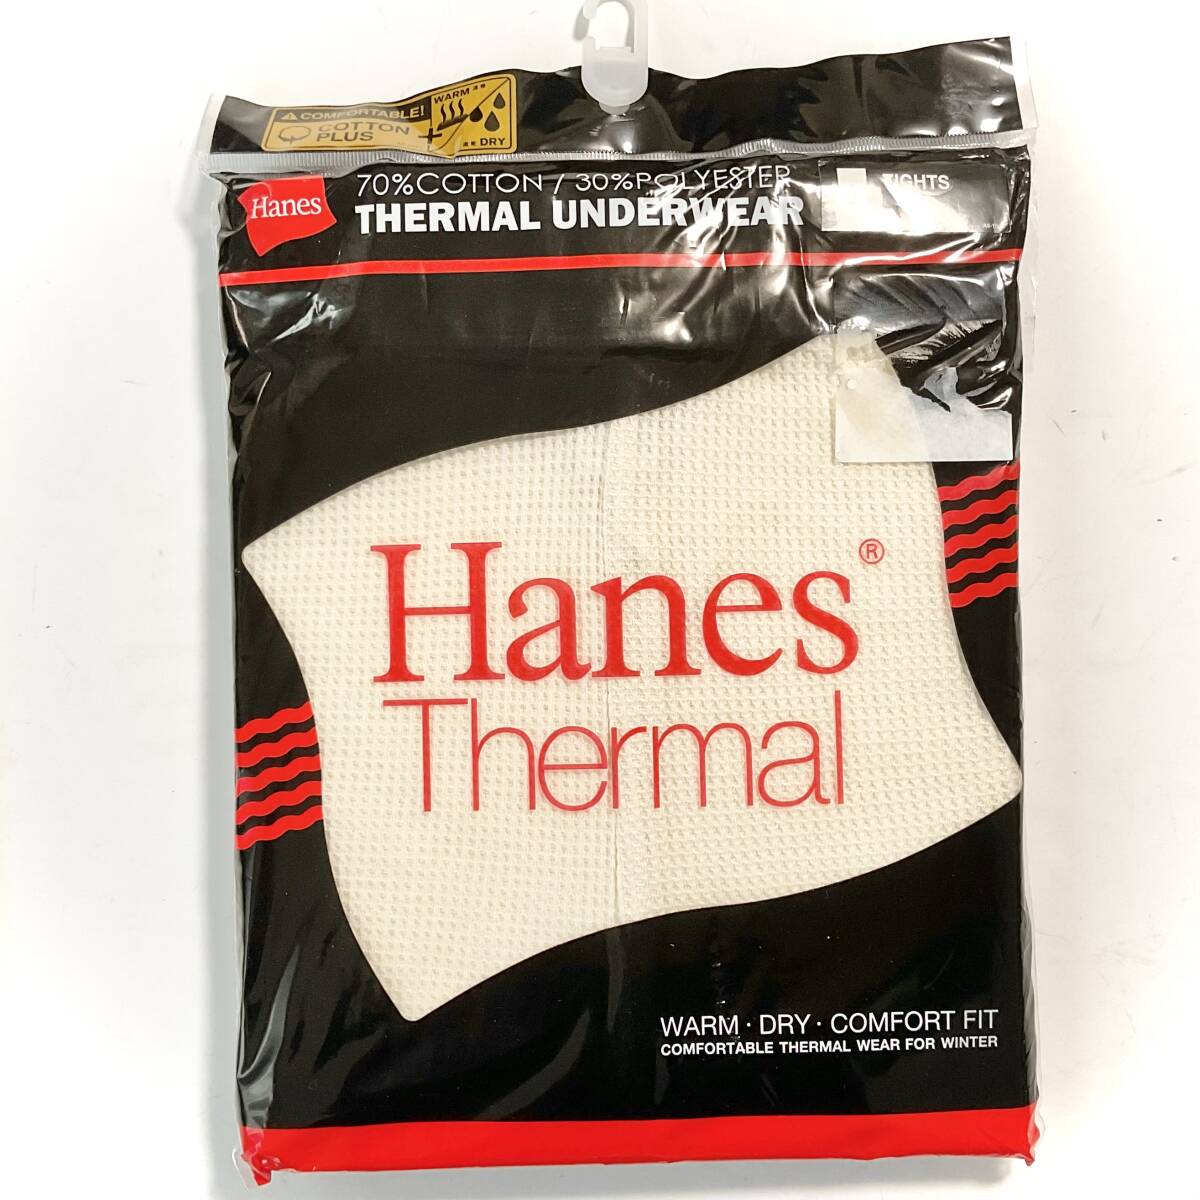 COMFORTABLE!
COTTON
PLUS
+
WARM
DRY
Hanes
70%COTTON / 30%POLYESTER
THERMAL UNDERWEAR
TIGHTS
Hanes®
Thermal
WARM · DRY · COMFORT FIT
COMFORTABLE THERMAL WEAR FOR WINTER